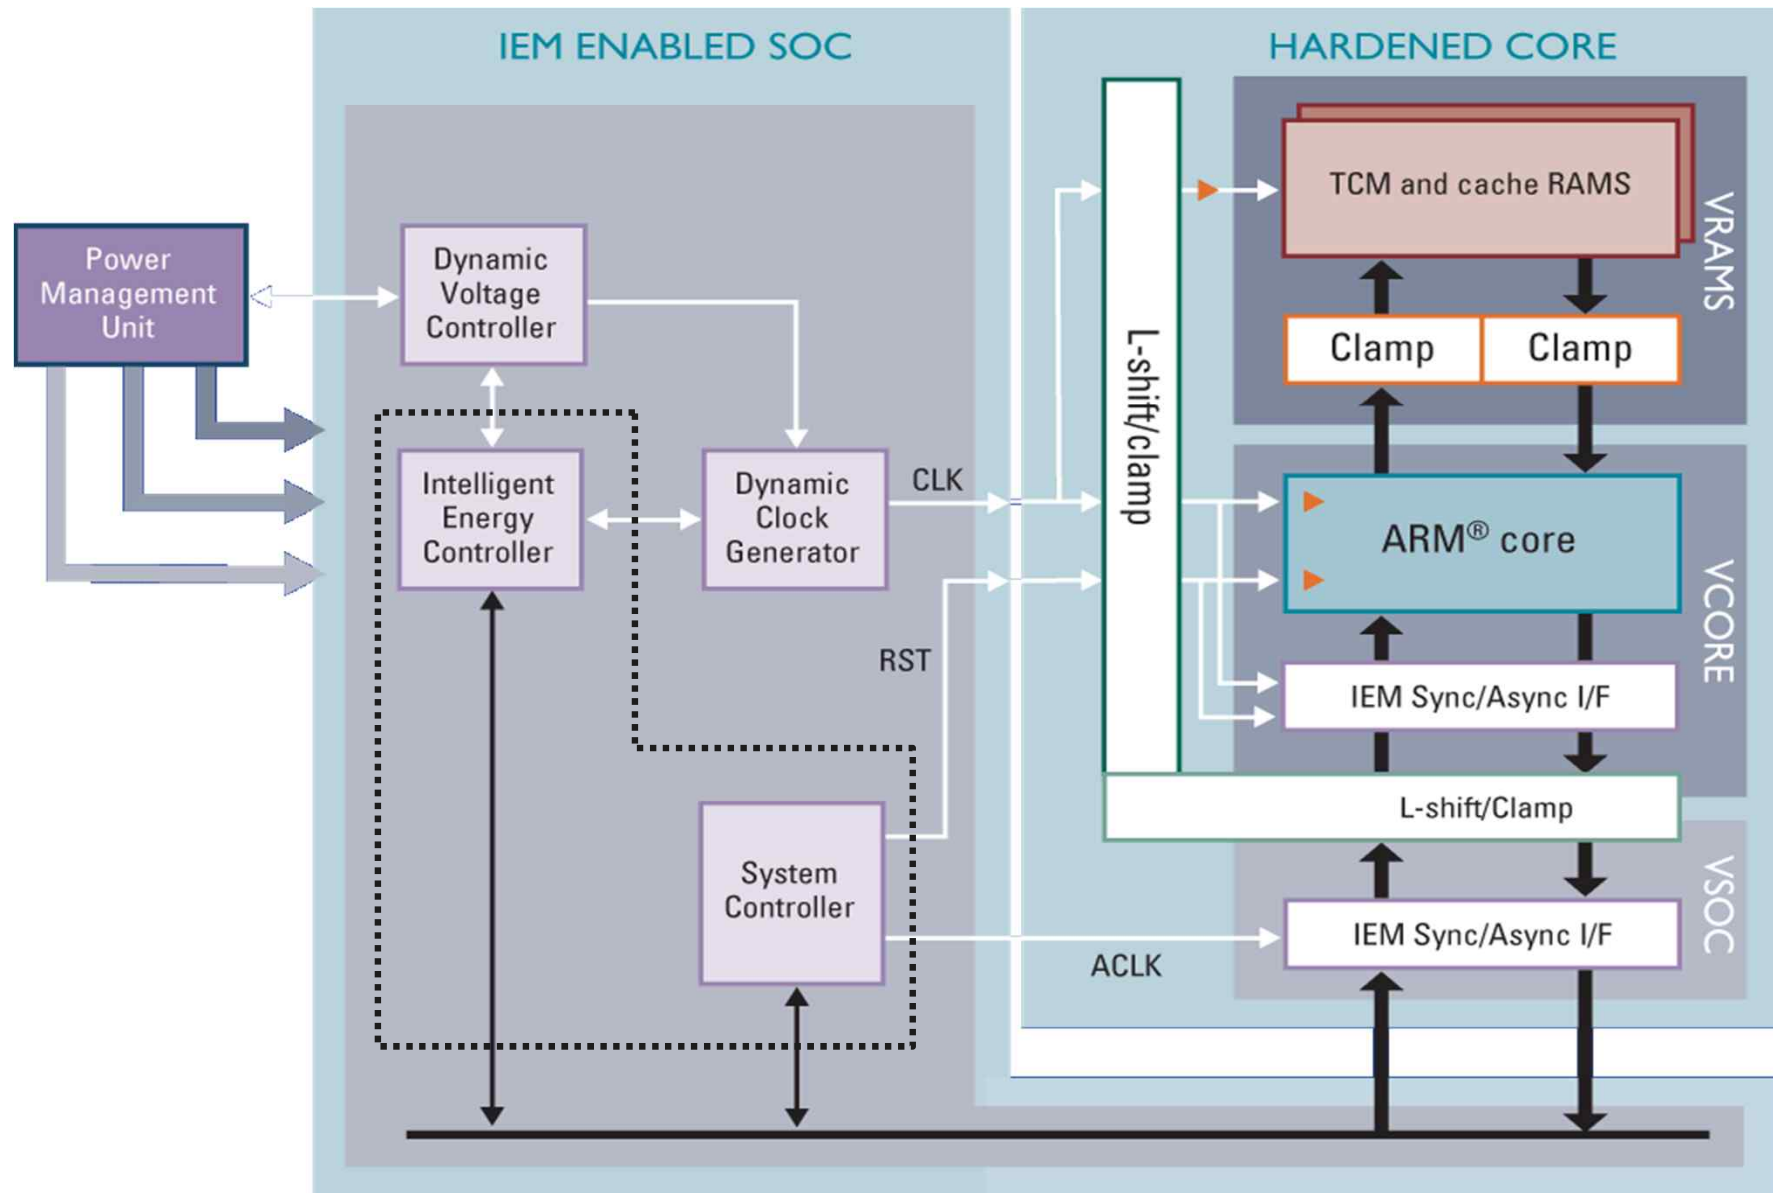 IEM ENABLED SOC
HARDENED CORE
TCM and cache RAMS
VRAMS
Power
Management
Unit
Dynamic
Voltage
Controller
Clamp
Clamp
L-shift/clamp
Intelligent
Energy
Controller
Dynamic
Clock
Generator
CLK
ARM® core
VCORE
RST
IEM Sync/Async I/F
L-shift/Clamp
System
Controller
VSOC
IEM Sync/Async I/F
ACLK